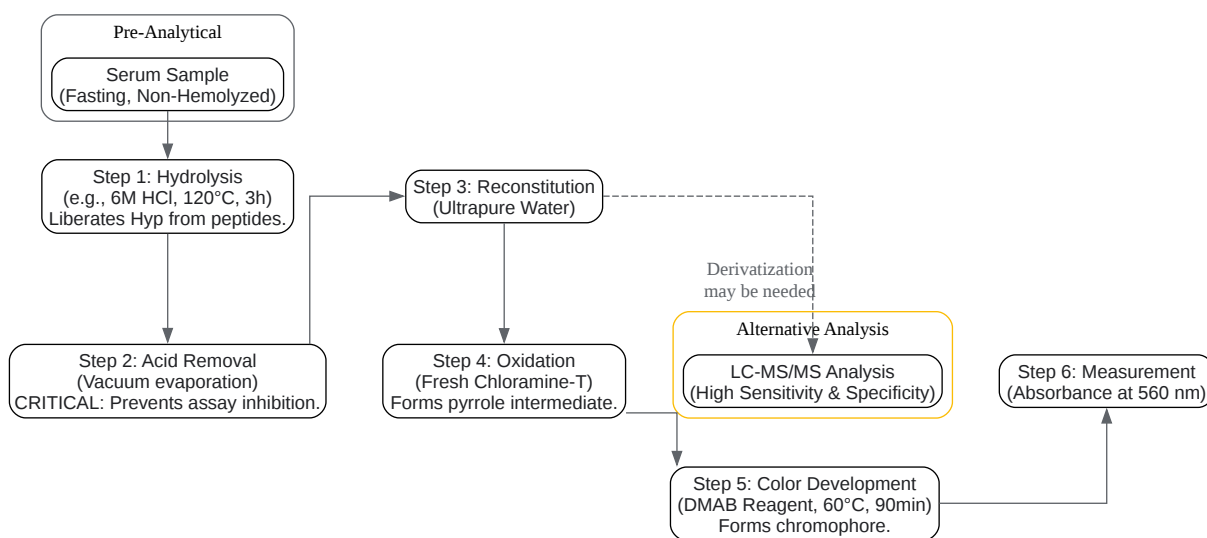 Pre-Analytical
Serum Sample
(Fasting, Non-Hemolyzed)
Step 1: Hydrolysis
(e.g., 6M HCl, 120°C, 3h)
Liberates Hyp from peptides.
Step 2: Acid Removal
(Vacuum evaporation)
CRITICAL: Prevents assay inhibition.
Step 3: Reconstitution
(Ultrapure Water)
Derivatization
may be needed
Step 4: Oxidation
(Fresh Chloramine-T)
Forms pyrrole intermediate.
Alternative Analysis
LC-MS/MS Analysis
(High Sensitivity & Specificity)
Step 5: Color Development
(DMAB Reagent, 60°C, 90min)
Forms chromophore.
Step 6: Measurement
(Absorbance at 560 nm)